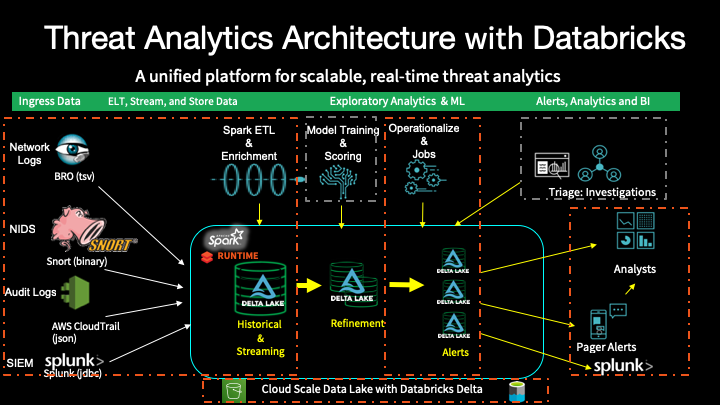 Threat Analytics Architecture with Databricks
A unified platform for scalable, real-time threat analytics
Ingress Data
ELT, Stream, and Store Data
Exploratory Analytics & ML
Alerts, Analytics and BI
Network
Logs
BRO (tsv)
NIDS
SNORT
Snort (binary)
Audit Logs
AWS CloudTrail
(json)
SIEM
splunk>
Splunk (jdbc)
Spark ETL
&
Enrichment
Model Training
&
Scoring
Operationalize
&
Jobs
Triage: Investigations
APACHE
Spark
RUNTIME
DELTA LAKE
Historical
&
Streaming
DELTA LAKE
Refinement
DELTA LAKE
DELTA LAKE
DELTA LAKE
Alerts
Analysts
Pager Alerts
splunk>
Cloud Scale Data Lake with Databricks Delta